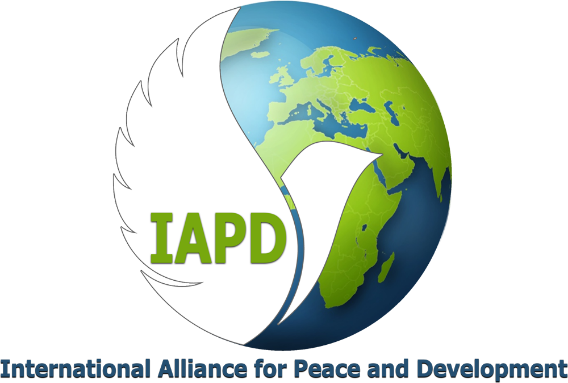 IAPD
International Alliance for Peace and Development